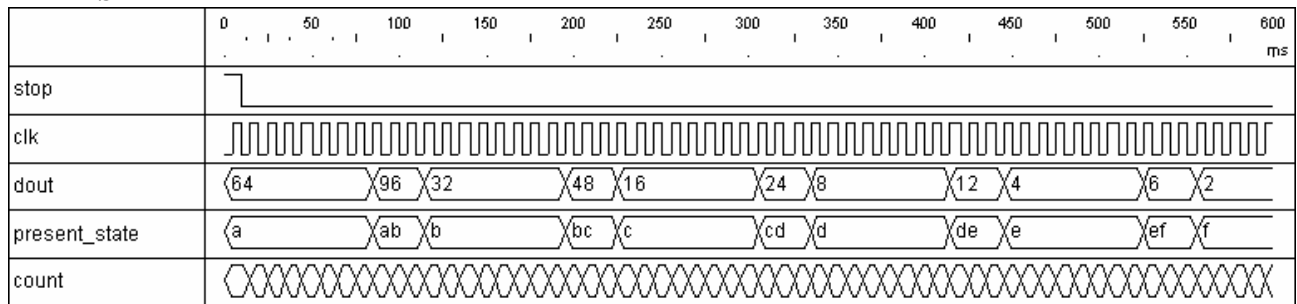 0 50 100 150 200 250 300 350 400 450 500 550 600
ms
stop
clk
dout 64 96 32 48 16 24 8 12 4 6 2
present_state a ab b bc c cd d de e ef f
count